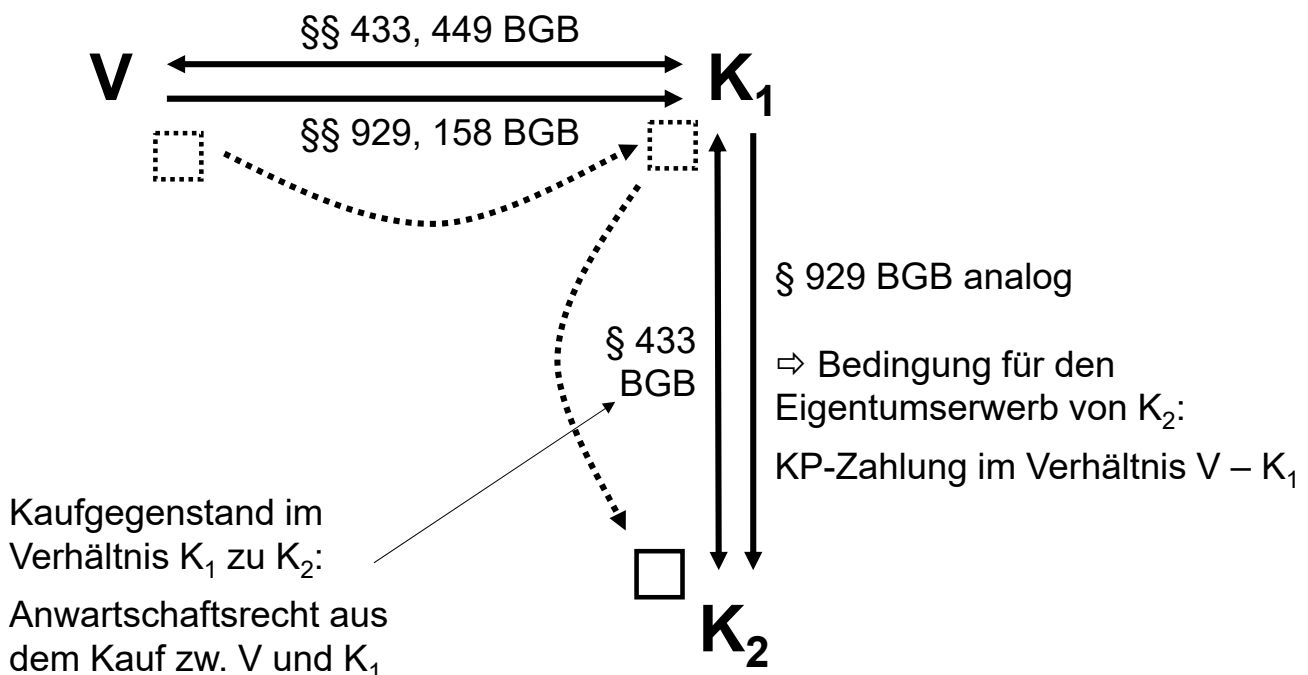 §§ 433, 449 BGB
V
K₁
§§ 929, 158 BGB
§ 929 BGB analog
§ 433
BGB
⇨ Bedingung für den
Eigentumserwerb von K₂:
KP-Zahlung im Verhältnis V – K₁
Kaufgegenstand im
Verhältnis K₁ zu K₂:
Anwartschaftsrecht aus
dem Kauf zw. V und K₁
K₂